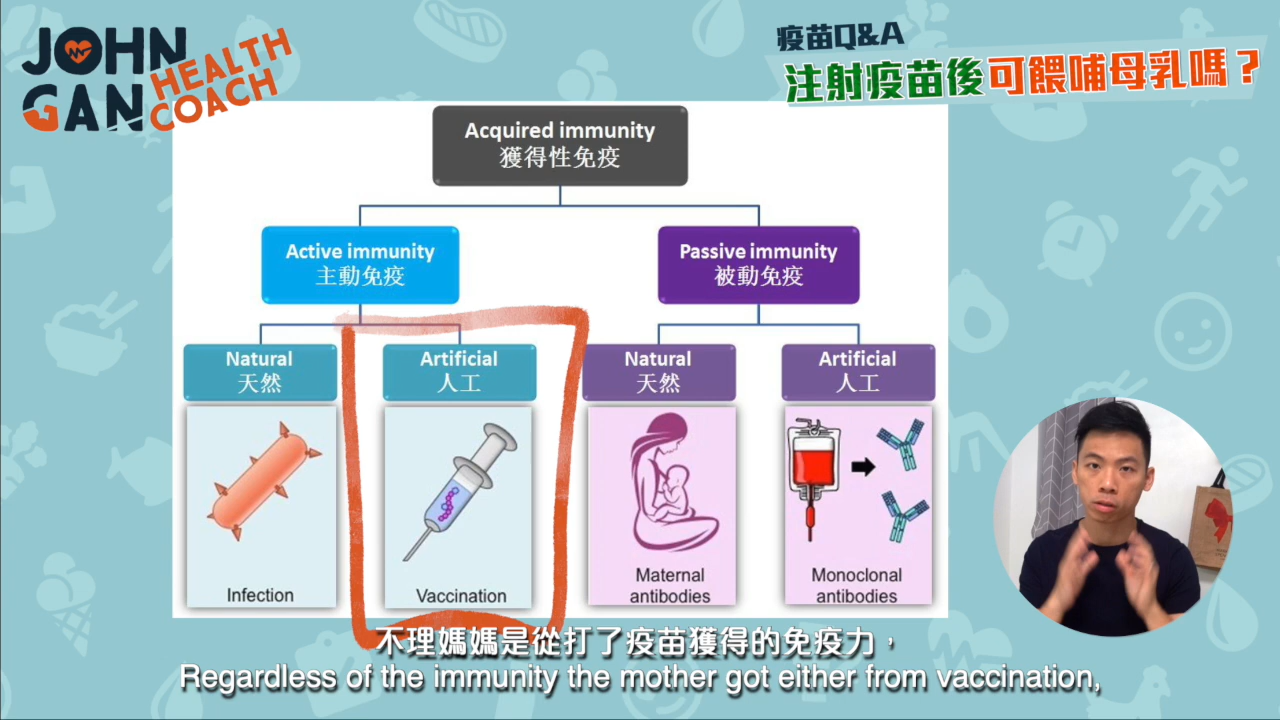 JOHN
GAN
HEALTH
COACH
疫苗Q&A
注射疫苗後可餵哺母乳嗎？
Acquired immunity
獲得性免疫
Active immunity
主動免疫
Passive immunity
被動免疫
Natural
天然
Artificial
人工
Natural
天然
Artificial
人工
Infection
Vaccination
Maternal
antibodies
Monoclonal
antibodies
不理媽媽是從打了疫苗獲得的免疫力，
Regardless of the immunity the mother got either from vaccination,